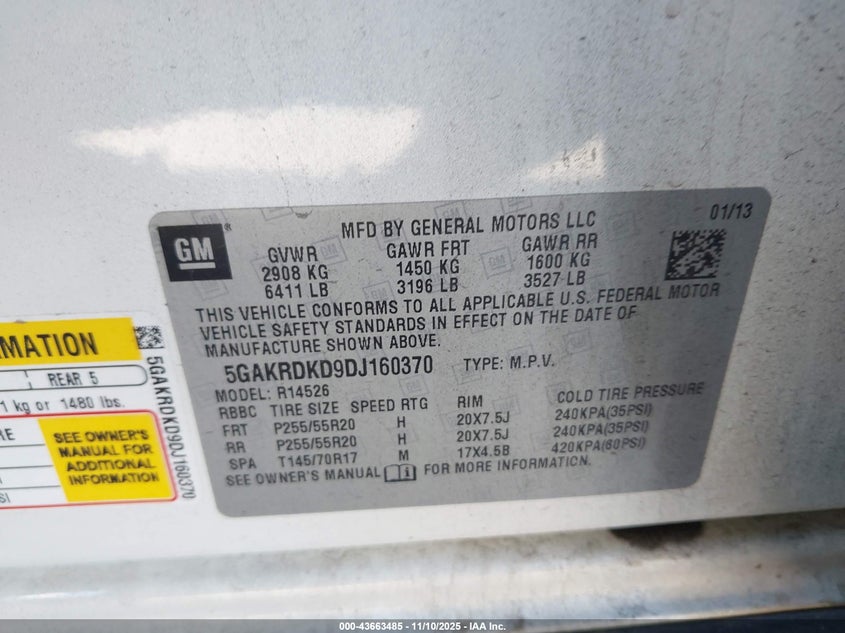 GM
®
MFD BY GENERAL MOTORS LLC
01/13
GVWR GAWR FRT GAWR RR
2908 KG 1450 KG 1600 KG
6411 LB 3196 LB 3527 LB
THIS VEHICLE CONFORMS TO ALL APPLICABLE U.S. FEDERAL MOTOR
VEHICLE SAFETY STANDARDS IN EFFECT ON THE DATE OF
MANUFACTURE SHOWN ABOVE.
5GAKRDKD9DJ160370 TYPE: M.P.V.
MODEL: R14526
RBBC TIRE SIZE SPEED RTG RIM COLD TIRE PRESSURE
FRT P255/55R20 H 20X7.5J 240KPA(35PSI)
RR P255/55R20 H 20X7.5J 240KPA(35PSI)
SPA T145/70R17 M 17X4.5B 420KPA(60PSI)
SEE OWNER'S MANUAL FOR MORE INFORMATION.
RMATION
REAR 5
1 kg or 1480 lbs.
RE
SEE OWNER'S
MANUAL FOR
ADDITIONAL
INFORMATION
SI
5GAKRDKD9DJ160370
000-43663485 - 11/10/2025 - IAA Inc.